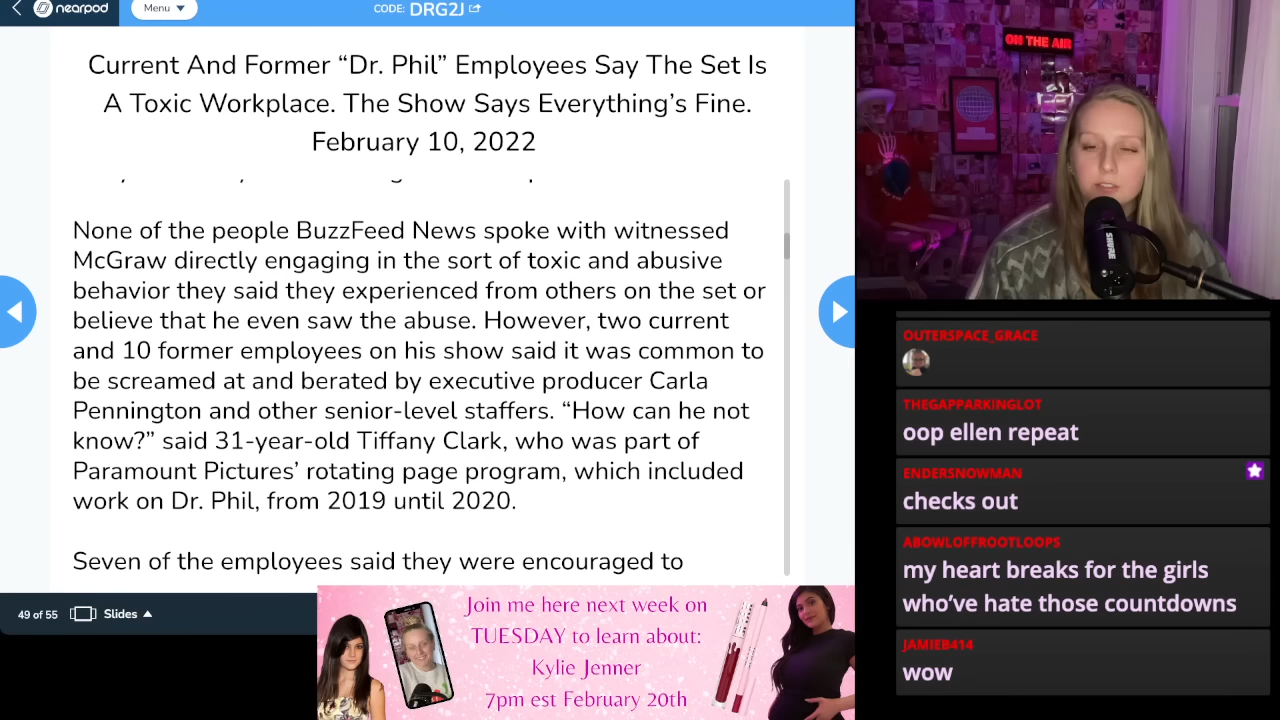 nearpod
Menu
CODE: DRG2J
Current And Former “Dr. Phil” Employees Say The Set Is
A Toxic Workplace. The Show Says Everything’s Fine.
February 10, 2022
None of the people BuzzFeed News spoke with witnessed
McGraw directly engaging in the sort of toxic and abusive
behavior they said they experienced from others on the set or
believe that he even saw the abuse. However, two current
and 10 former employees on his show said it was common to
be screamed at and berated by executive producer Carla
Pennington and other senior-level staffers. “How can he not
know?” said 31-year-old Tiffany Clark, who was part of
Paramount Pictures’ rotating page program, which included
work on Dr. Phil, from 2019 until 2020.
Seven of the employees said they were encouraged to
49 of 55
Slides
Join me here next week on
TUESDAY to learn about:
Kylie Jenner
7pm est February 20th
ON THE AIR
SHURE
OUTERSPACE_GRACE
THEGAPPARKINGLOT
oop ellen repeat
ENDERSNOWMAN
checks out
ABOWLOFFROOTLOOPS
my heart breaks for the girls
who’ve hate those countdowns
JAMIEB414
wow